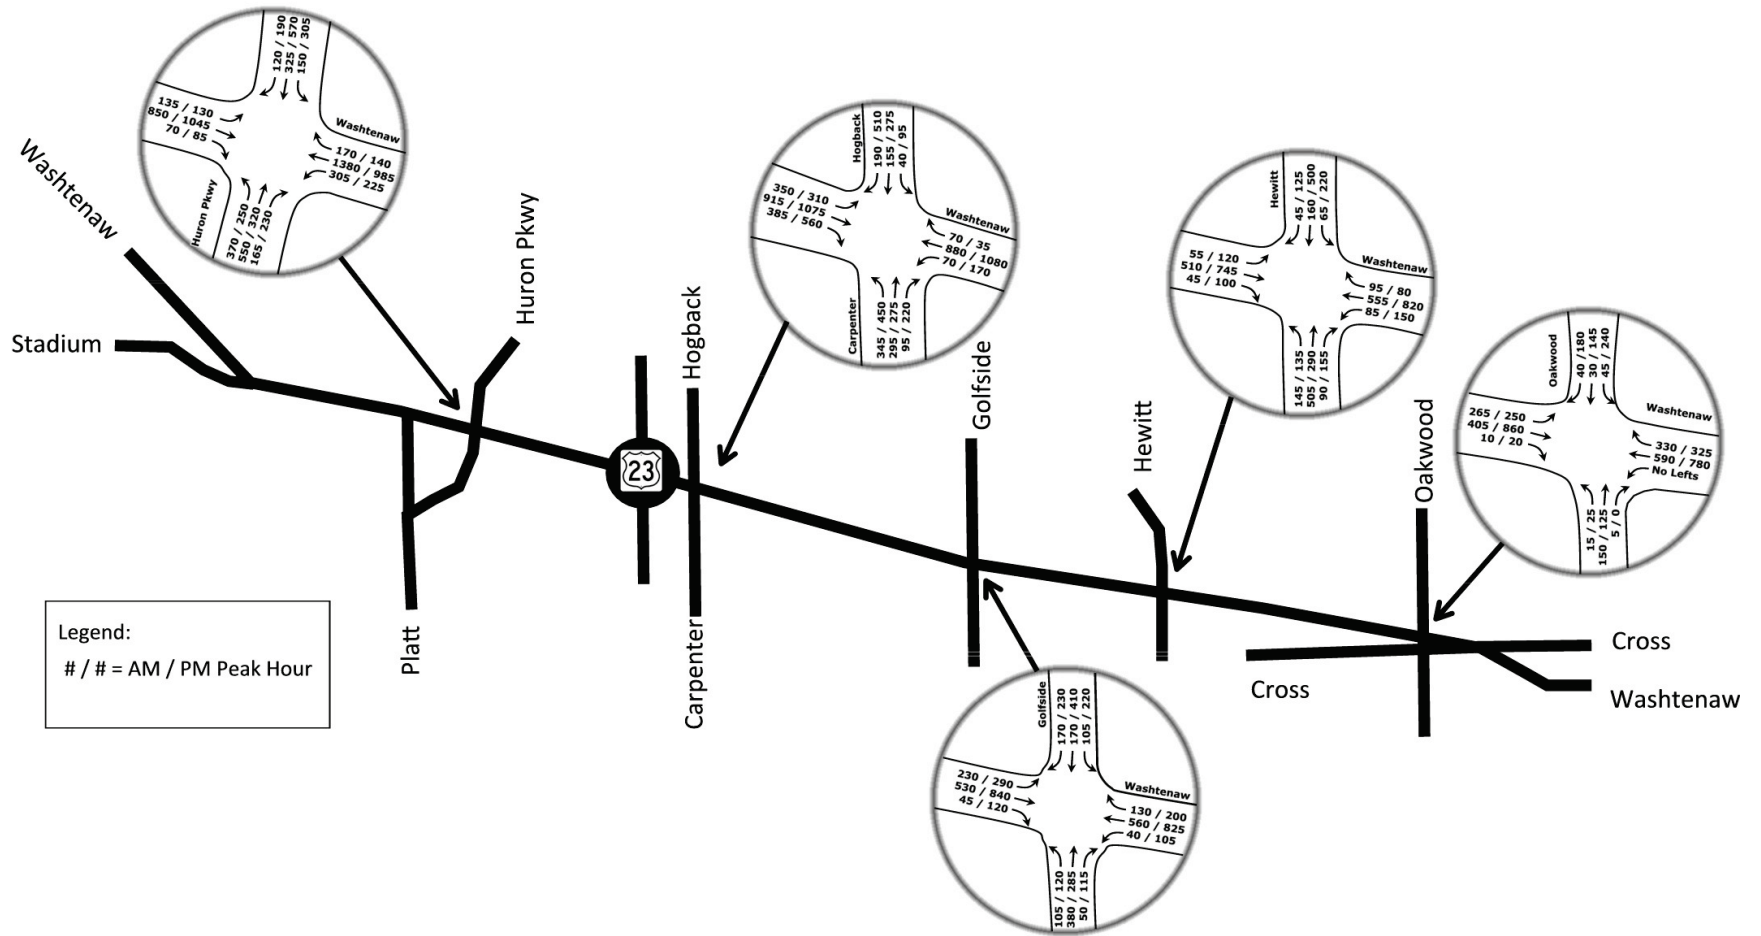 120 / 190
325 / 570
150 / 305
135 / 130
850 / 1045
70 / 85
Washtenaw
170 / 140
1380 / 985
305 / 225
Huron Pkwy
370 / 250
550 / 320
165 / 230
Hogback
190 / 510
155 / 275
40 / 95
350 / 310
915 / 1075
385 / 560
Washtenaw
70 / 35
880 / 1080
70 / 170
Carpenter
345 / 450
295 / 275
95 / 220
Hewitt
45 / 125
160 / 500
65 / 220
55 / 120
510 / 745
45 / 100
Washtenaw
95 / 80
555 / 820
85 / 150
145 / 135
505 / 290
90 / 155
Oakwood
40 / 180
30 / 145
45 / 240
265 / 250
405 / 860
10 / 20
Washtenaw
330 / 325
590 / 780
No Lefts
15 / 25
150 / 125
5 / 0
Washtenaw
Stadium
Huron Pkwy
Hogback
23
Golfside
Hewitt
Oakwood
Platt
Carpenter
Cross
Cross
Washtenaw
Legend:
# / # = AM / PM Peak Hour
Golfside
170 / 230
170 / 410
105 / 220
230 / 290
530 / 840
45 / 120
Washtenaw
130 / 200
560 / 825
40 / 105
105 / 120
380 / 285
50 / 115